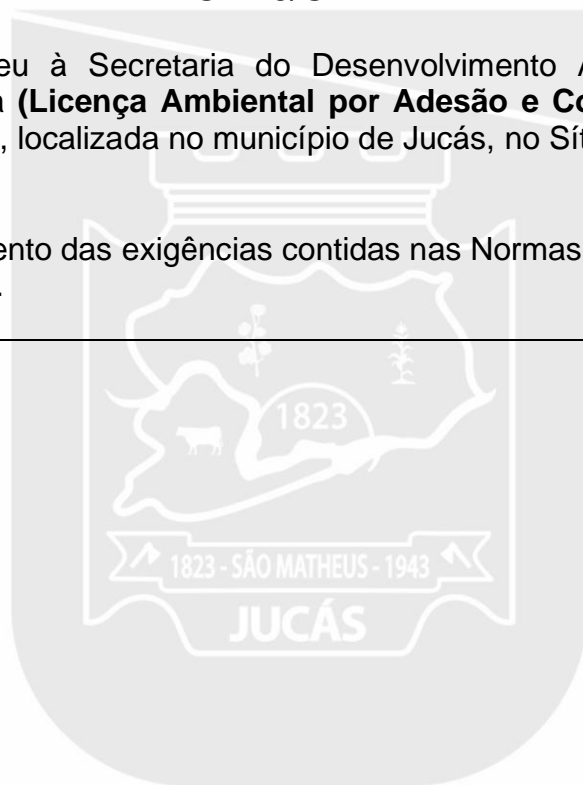 eu à Secretaria do Desenvolvimento A
(Licença Ambiental por Adesão e Co
, localizada no município de Jucás, no Sít
ento das exigências contidas nas Normas
.
1823
1823 - SÃO MATHEUS - 1943
JUCÁS